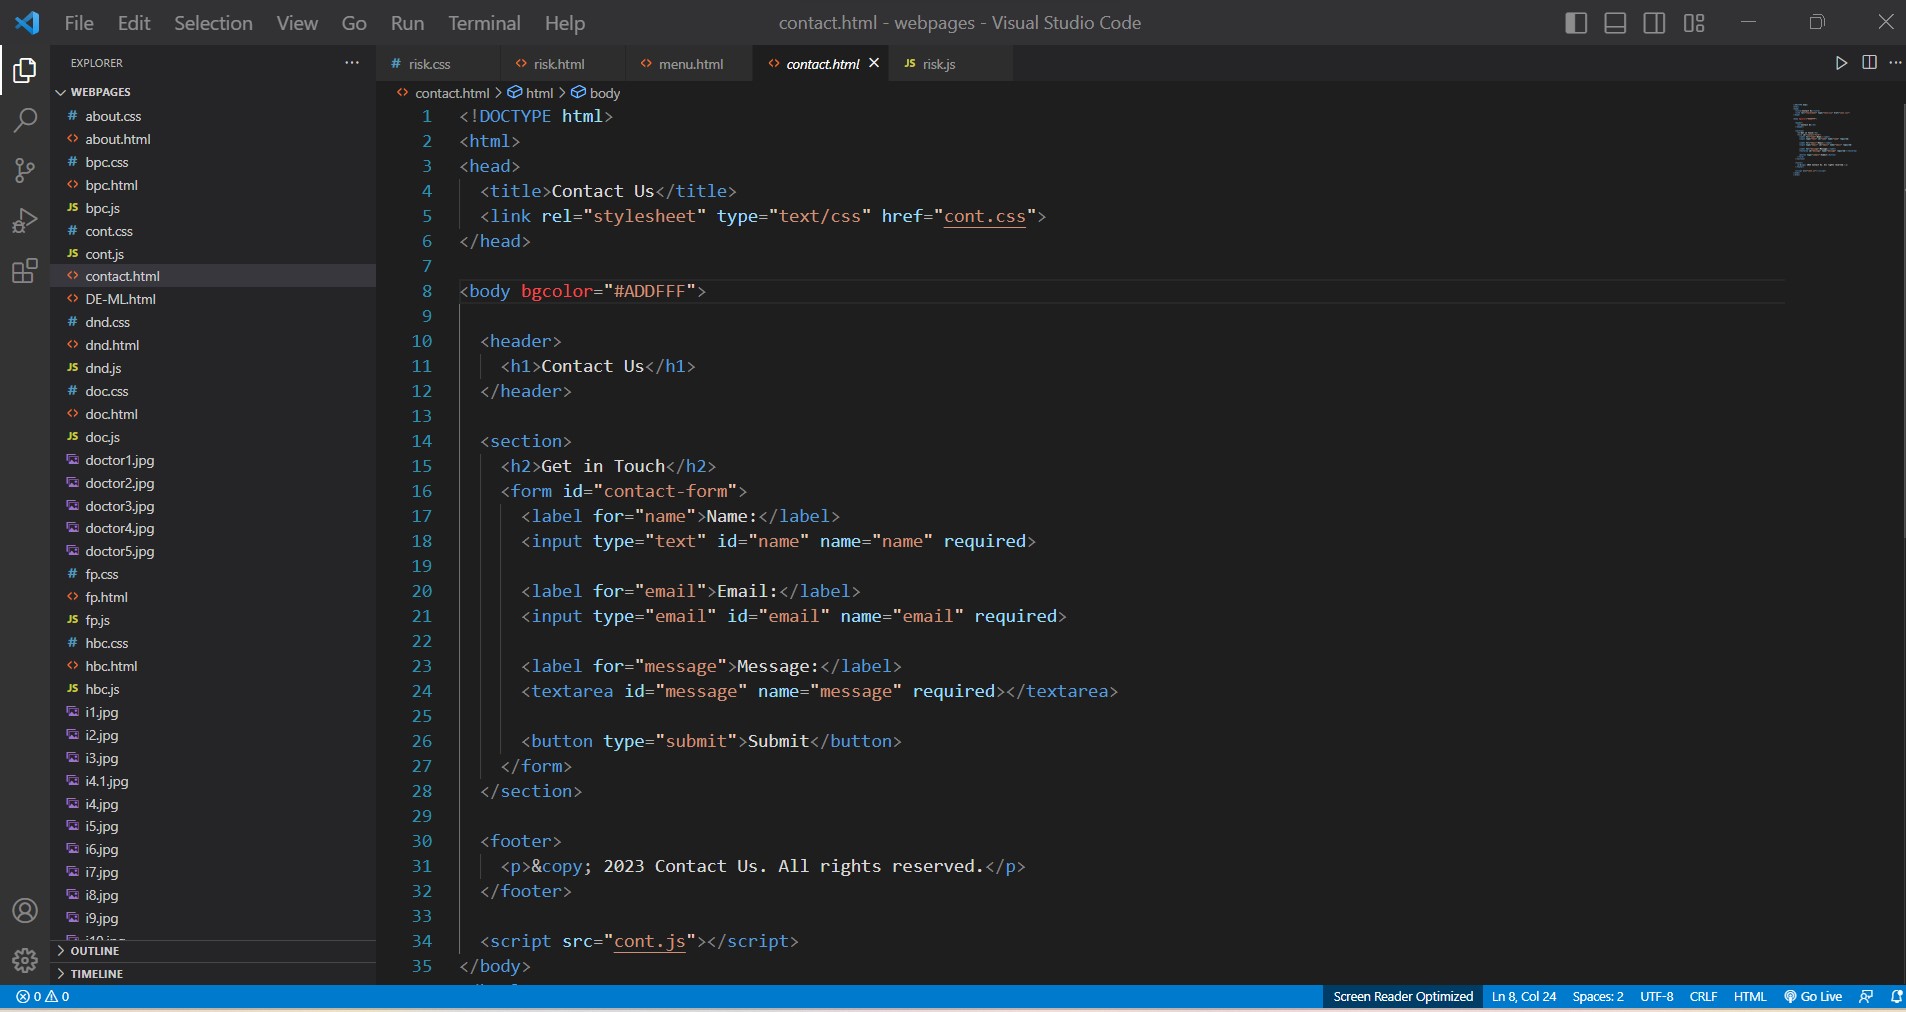 File Edit Selection View Go Run Terminal Help
contact.html - webpages - Visual Studio Code
EXPLORER
WEBPAGES
# about.css
<> about.html
# bpc.css
<> bpc.html
JS bpc.js
# cont.css
JS cont.js
<> contact.html
<> DE-ML.html
# dnd.css
<> dnd.html
JS dnd.js
# doc.css
<> doc.html
JS doc.js
doctor1.jpg
doctor2.jpg
doctor3.jpg
doctor4.jpg
doctor5.jpg
# fp.css
<> fp.html
JS fp.js
# hbc.css
<> hbc.html
JS hbc.js
i1.jpg
i2.jpg
i3.jpg
i4.1.jpg
i4.jpg
i5.jpg
i6.jpg
i7.jpg
i8.jpg
i9.jpg
OUTLINE
TIMELINE
# risk.css <> risk.html <> menu.html <> contact.html JS risk.js
<> contact.html > html > body
1 <!DOCTYPE html>
2 <html>
3 <head>
4 <title>Contact Us</title>
5 <link rel="stylesheet" type="text/css" href="cont.css">
6 </head>
7
8 <body bgcolor="#ADDFFF">
9
10 <header>
11 <h1>Contact Us</h1>
12 </header>
13
14 <section>
15 <h2>Get in Touch</h2>
16 <form id="contact-form">
17 <label for="name">Name:</label>
18 <input type="text" id="name" name="name" required>
19
20 <label for="email">Email:</label>
21 <input type="email" id="email" name="email" required>
22
23 <label for="message">Message:</label>
24 <textarea id="message" name="message" required></textarea>
25
26 <button type="submit">Submit</button>
27 </form>
28 </section>
29
30 <footer>
31 <p>&copy; 2023 Contact Us. All rights reserved.</p>
32 </footer>
33
34 <script src="cont.js"></script>
35 </body>
0 0 Screen Reader Optimized Ln 8, Col 24 Spaces: 2 UTF-8 CRLF HTML Go Live